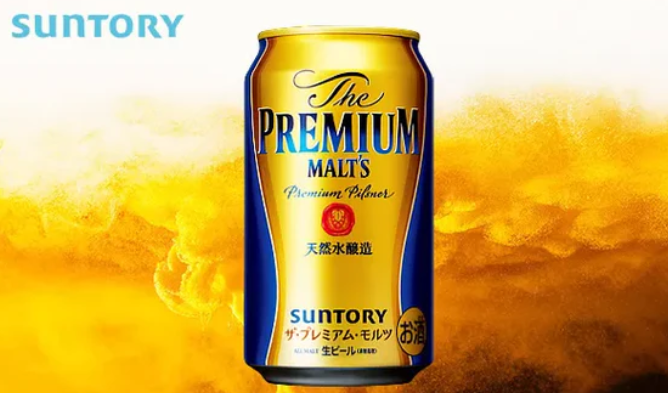 SUNTORY
The
PREMIUM
MALT'S
Premium Pilsner
天然水醸造
SUNTORY
ザ・プレミアム・モルツ
お酒
生ビール